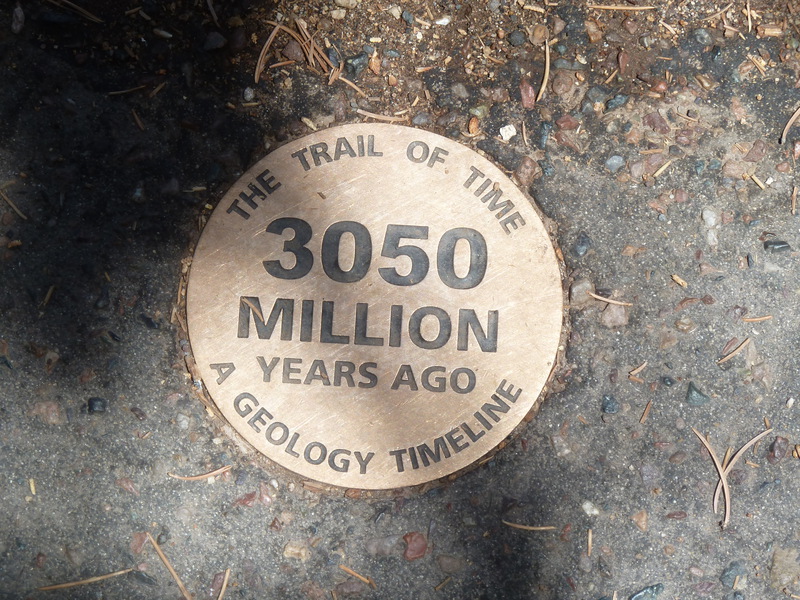 THE TRAIL OF TIME
3050
MILLION
YEARS AGO
A GEOLOGY TIMELINE